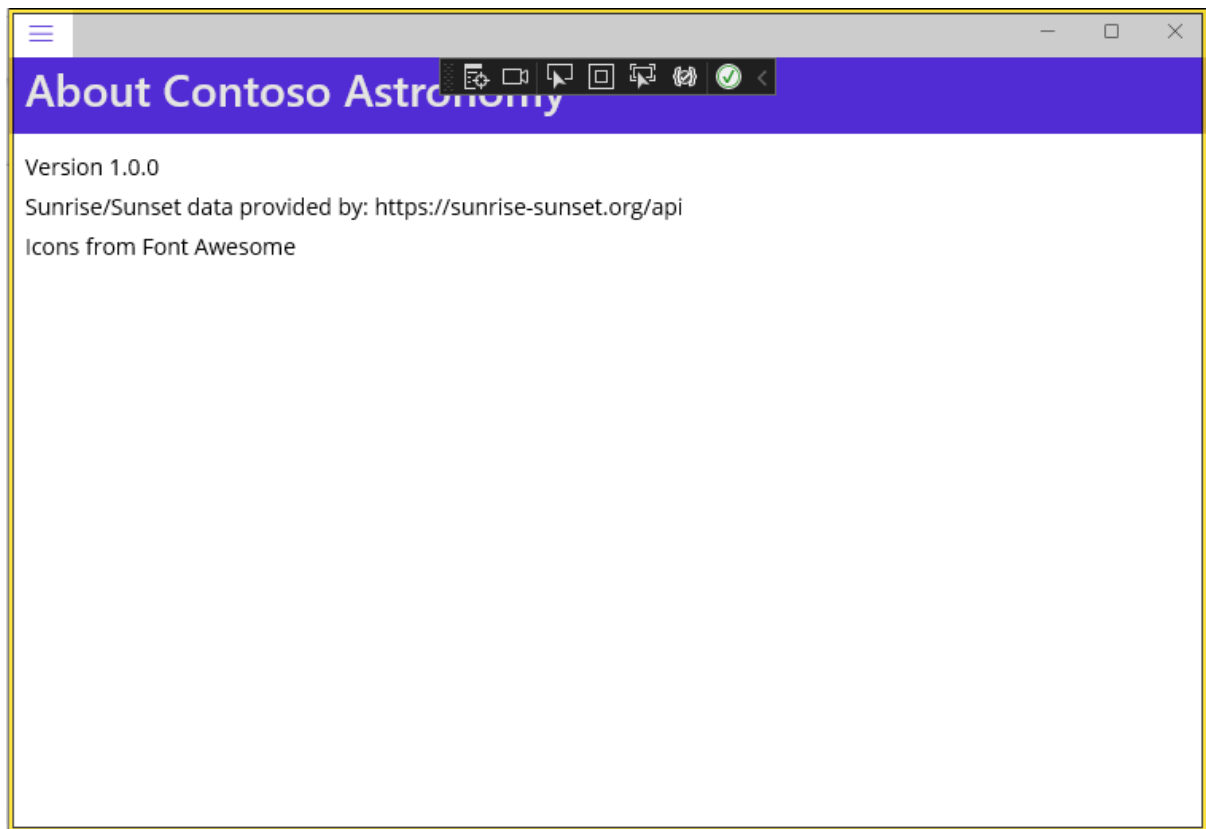 About Contoso Astronomy
Version 1.0.0
Sunrise/Sunset data provided by: https://sunrise-sunset.org/api
Icons from Font Awesome